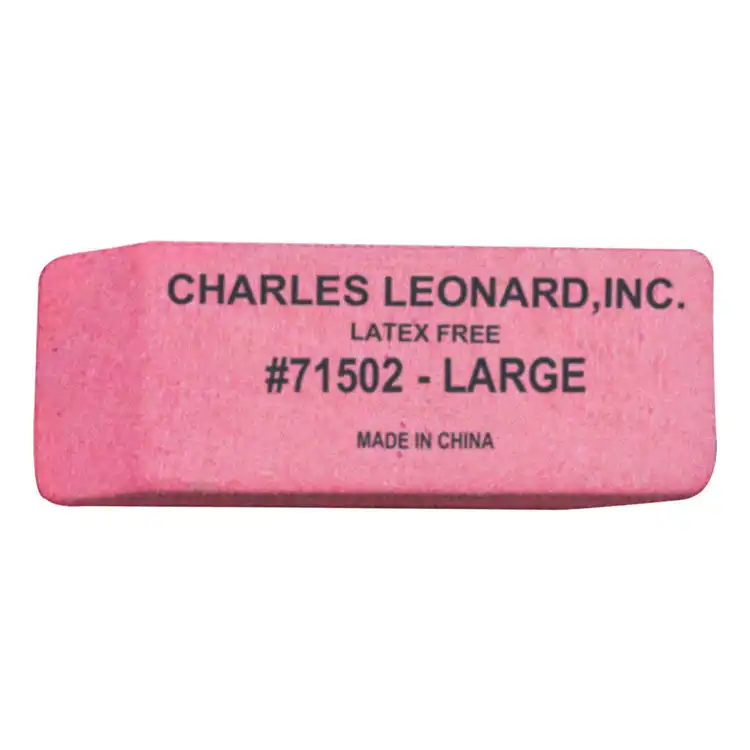 CHARLES LEONARD,INC.
LATEX FREE
#71502 - LARGE
MADE IN CHINA